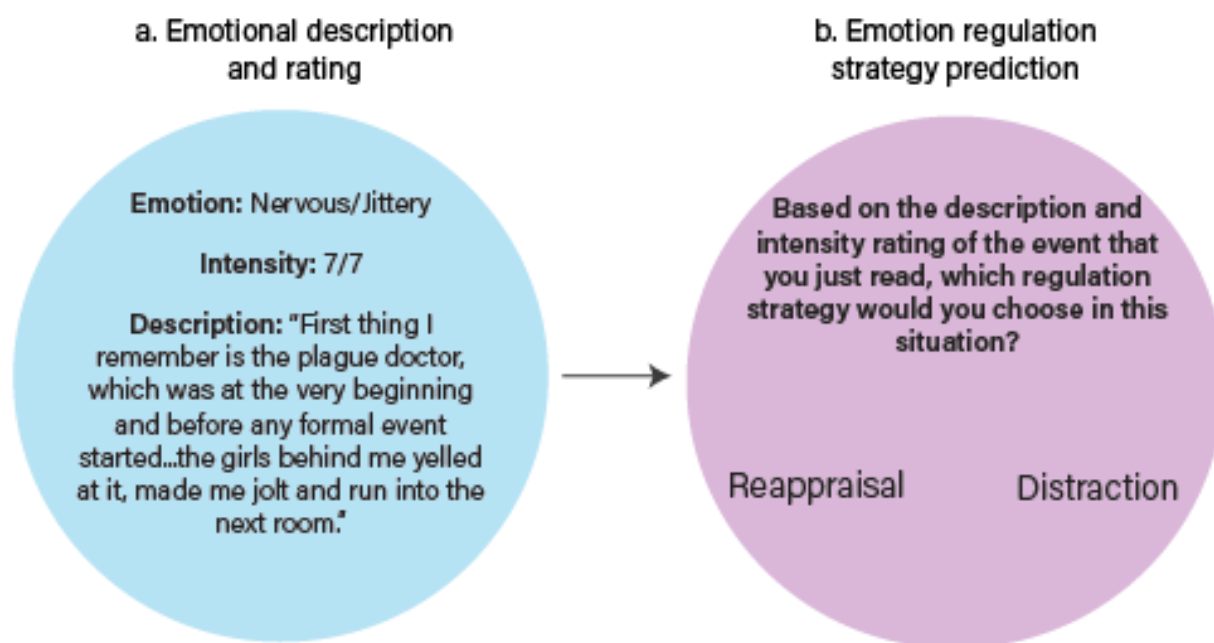 a. Emotional description
and rating
Emotion: Nervous/Jittery
Intensity: 7/7
Description: "First thing I
remember is the plague doctor,
which was at the very beginning
and before any formal event
started...the girls behind me yelled
at it, made me jolt and run into the
next room."
b. Emotion regulation
strategy prediction
Based on the description and
intensity rating of the event that
you just read, which regulation
strategy would you choose in this
situation?
Reappraisal
Distraction